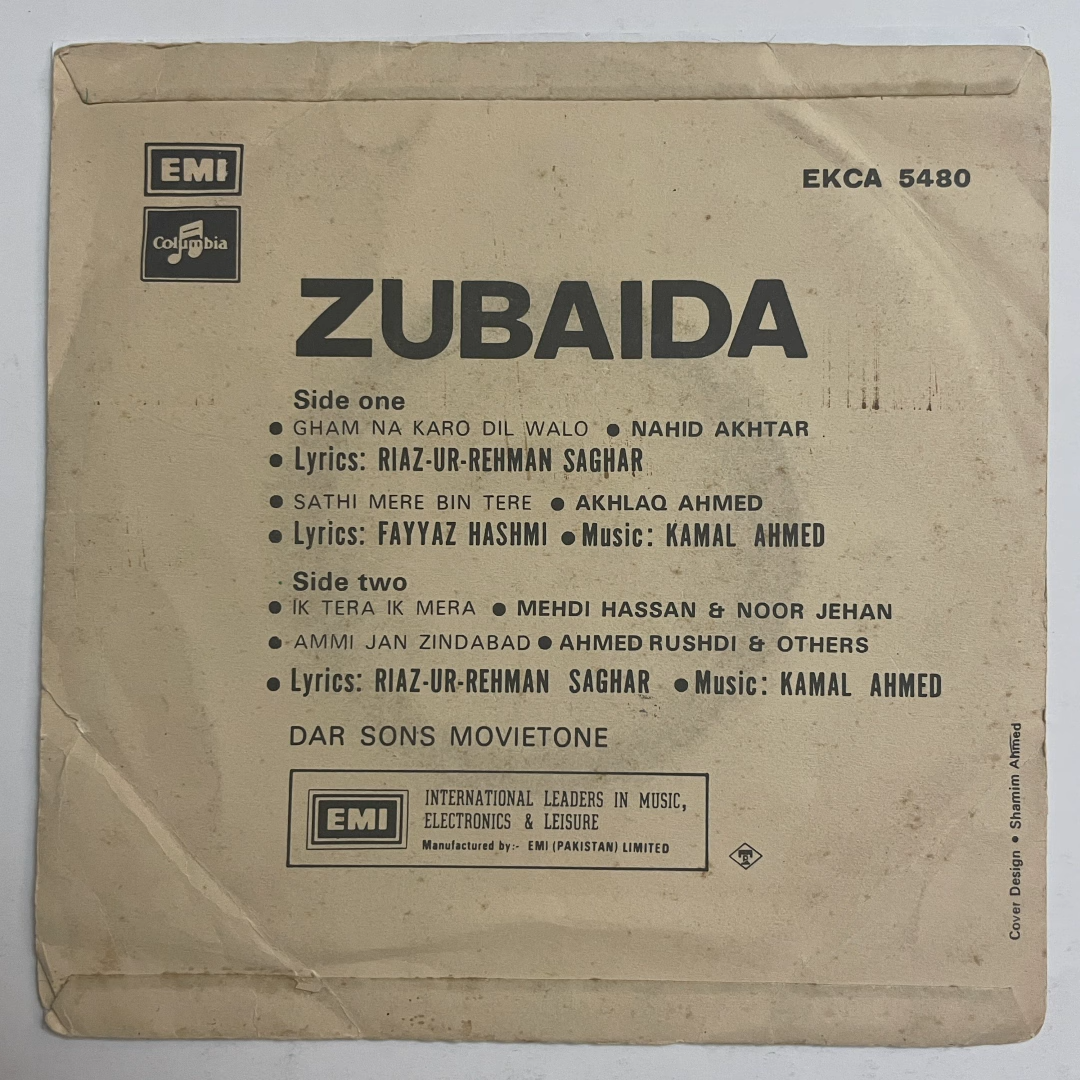 EMI
EKCA 5480
Columbia
ZUBAIDA
Side one
● GHAM NA KARO DIL WALO ● NAHID AKHTAR
● Lyrics: RIAZ-UR-REHMAN SAGHAR
● SATHI MERE BIN TERE ● AKHLAQ AHMED
● Lyrics: FAYYAZ HASHMI ● Music: KAMAL AHMED
Side two
● IK TERA IK MERA ● MEHDI HASSAN & NOOR JEHAN
● AMMI JAN ZINDABAD ● AHMED RUSHDI & OTHERS
● Lyrics: RIAZ-UR-REHMAN SAGHAR ● Music: KAMAL AHMED
DAR SONS MOVIETONE
EMI
INTERNATIONAL LEADERS IN MUSIC,
ELECTRONICS & LEISURE
Manufactured by:- EMI (PAKISTAN) LIMITED
Cover Design ● Shamim Ahmed